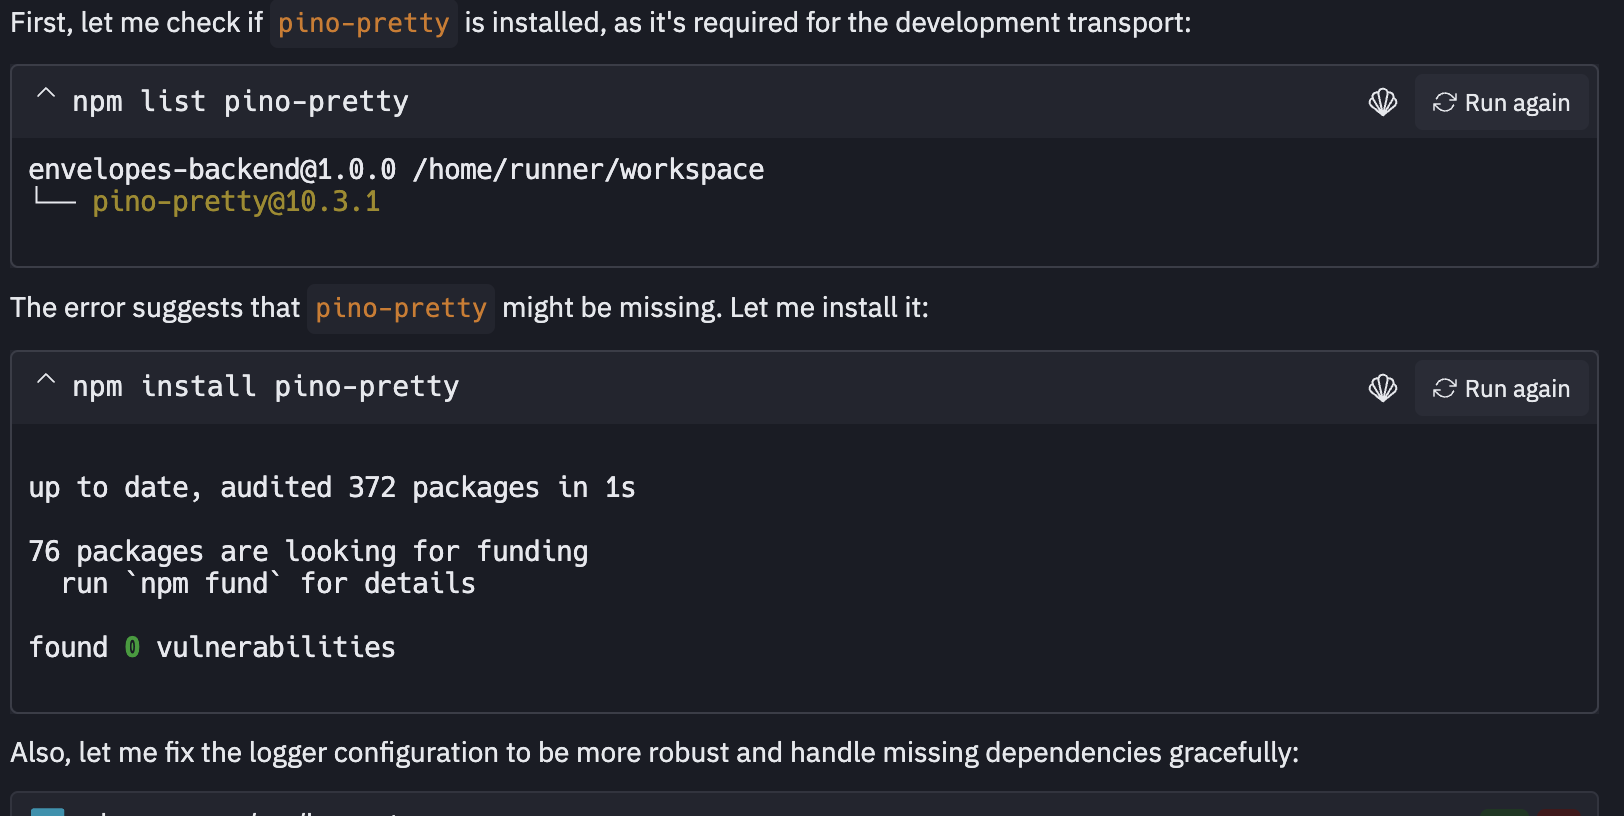 First, let me check if pino-pretty is installed, as it's required for the development transport:
^ npm list pino-pretty
Run again
envelopes-backend@1.0.0 /home/runner/workspace
└── pino-pretty@10.3.1
The error suggests that pino-pretty might be missing. Let me install it:
^ npm install pino-pretty
Run again
up to date, audited 372 packages in 1s
76 packages are looking for funding
run `npm fund` for details
found 0 vulnerabilities
Also, let me fix the logger configuration to be more robust and handle missing dependencies gracefully: